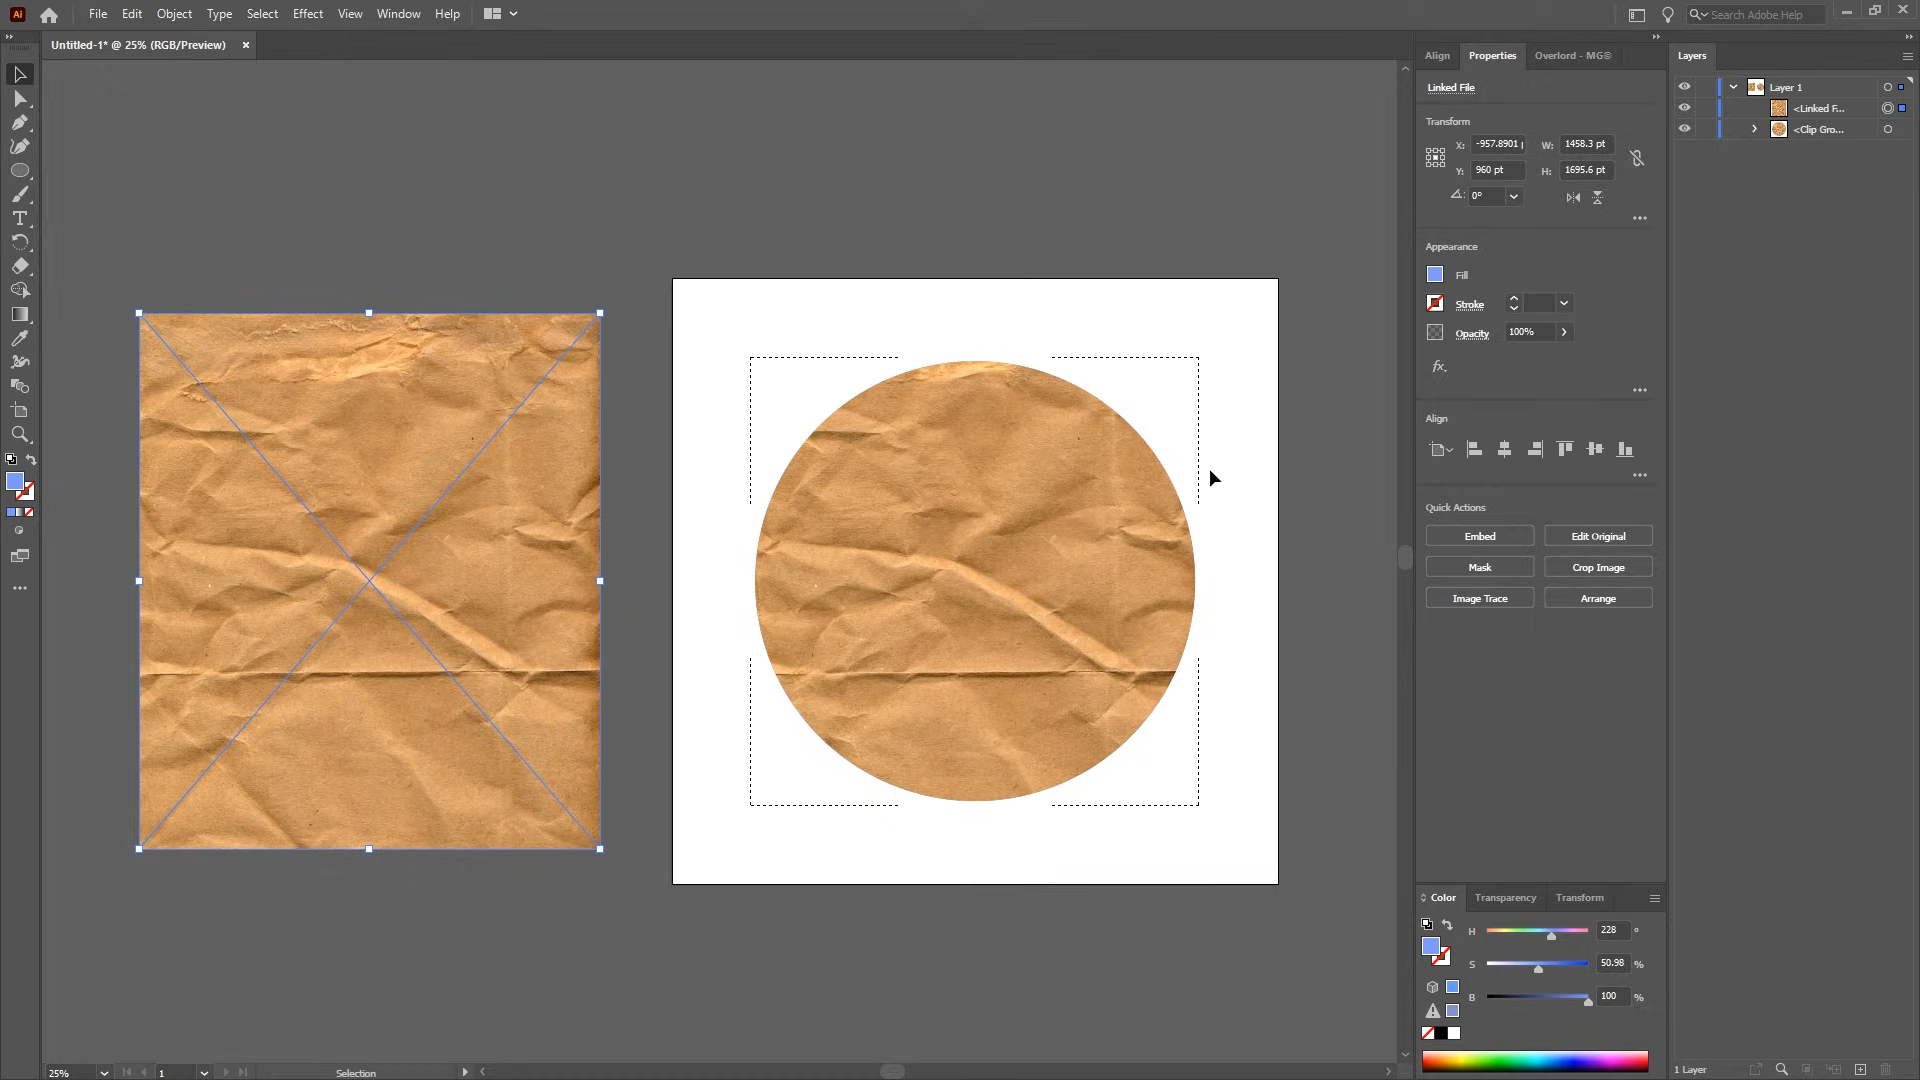 Ai File Edit Object Type Select Effect View Window Help Search Adobe Help
Untitled-1* @ 25% (RGB/Preview) ×
Align Properties Overlord - MG©
Layers
Linked File
Layer 1
<Linked F...
<Clip Gro...
Transform
X: -957.8901 W: 1458.3 pt
Y: 960 pt H: 1695.6 pt
0°
Appearance
Fill
Stroke
Opacity 100%
fx.
Align
Quick Actions
Embed Edit Original
Mask Crop Image
Image Trace Arrange
Color Transparency Transform
H 228 °
S 50.98 %
B 100 %
25% 1 Selection
1 Layer